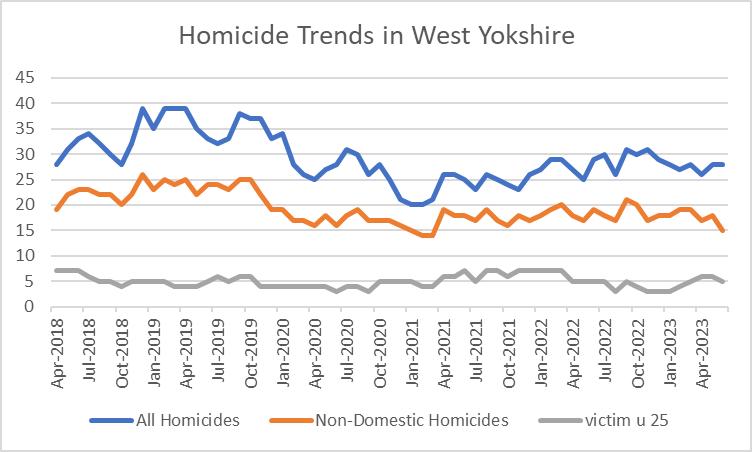 Homicide Trends in West Yokshire
45
40
35
30
25
20
15
10
5
0
Apr-2018
Jul-2018
Oct-2018
Jan-2019
Apr-2019
Jul-2019
Oct-2019
Jan-2020
Apr-2020
Jul-2020
Oct-2020
Jan-2021
Apr-2021
Jul-2021
Oct-2021
Jan-2022
Apr-2022
Jul-2022
Oct-2022
Jan-2023
Apr-2023
All Homicides Non-Domestic Homicides victim u 25